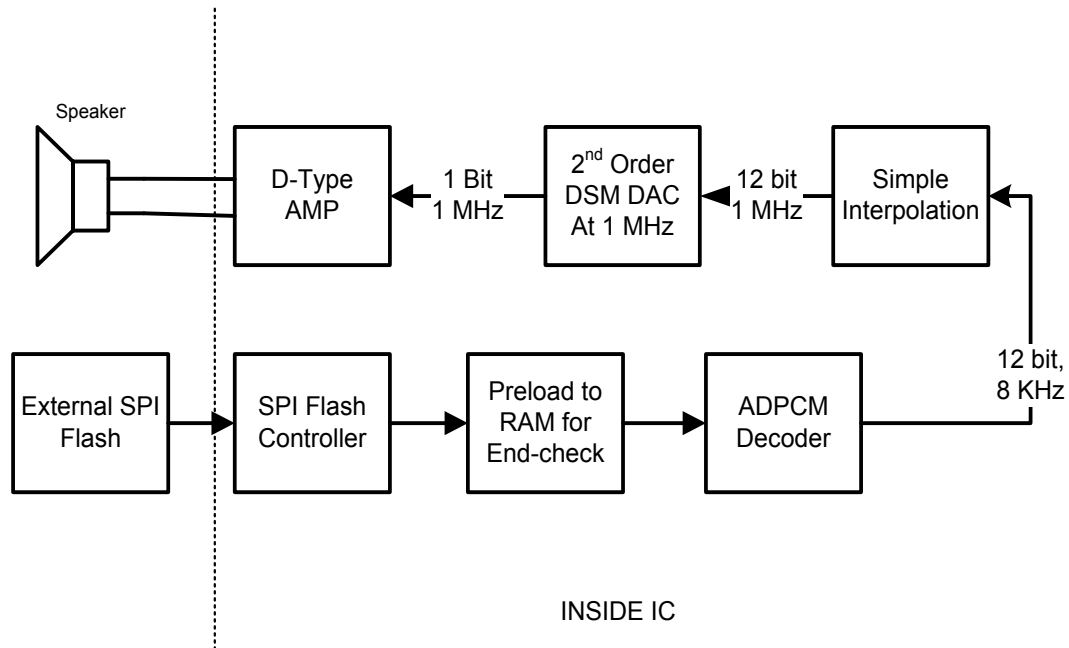 Speaker
D-Type
AMP
1 Bit
1 MHz
2nd Order
DSM DAC
At 1 MHz
12 bit
1 MHz
Simple
Interpolation
12 bit,
8 KHz
External SPI
Flash
SPI Flash
Controller
Preload to
RAM for
End-check
ADPCM
Decoder
INSIDE IC